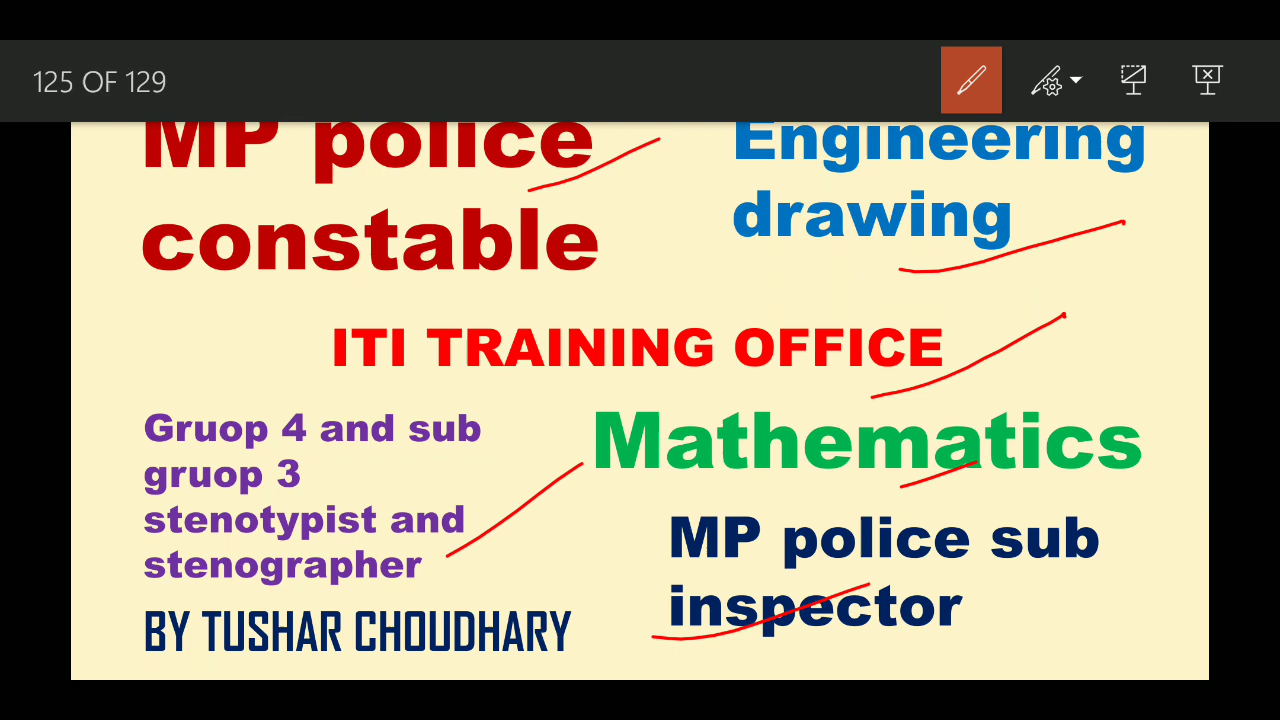 125 OF 129
MP police
constable
Engineering
drawing
ITI TRAINING OFFICE
Gruop 4 and sub
gruop 3
stenotypist and
stenographer
Mathematics
MP police sub
inspector
BY TUSHAR CHOUDHARY